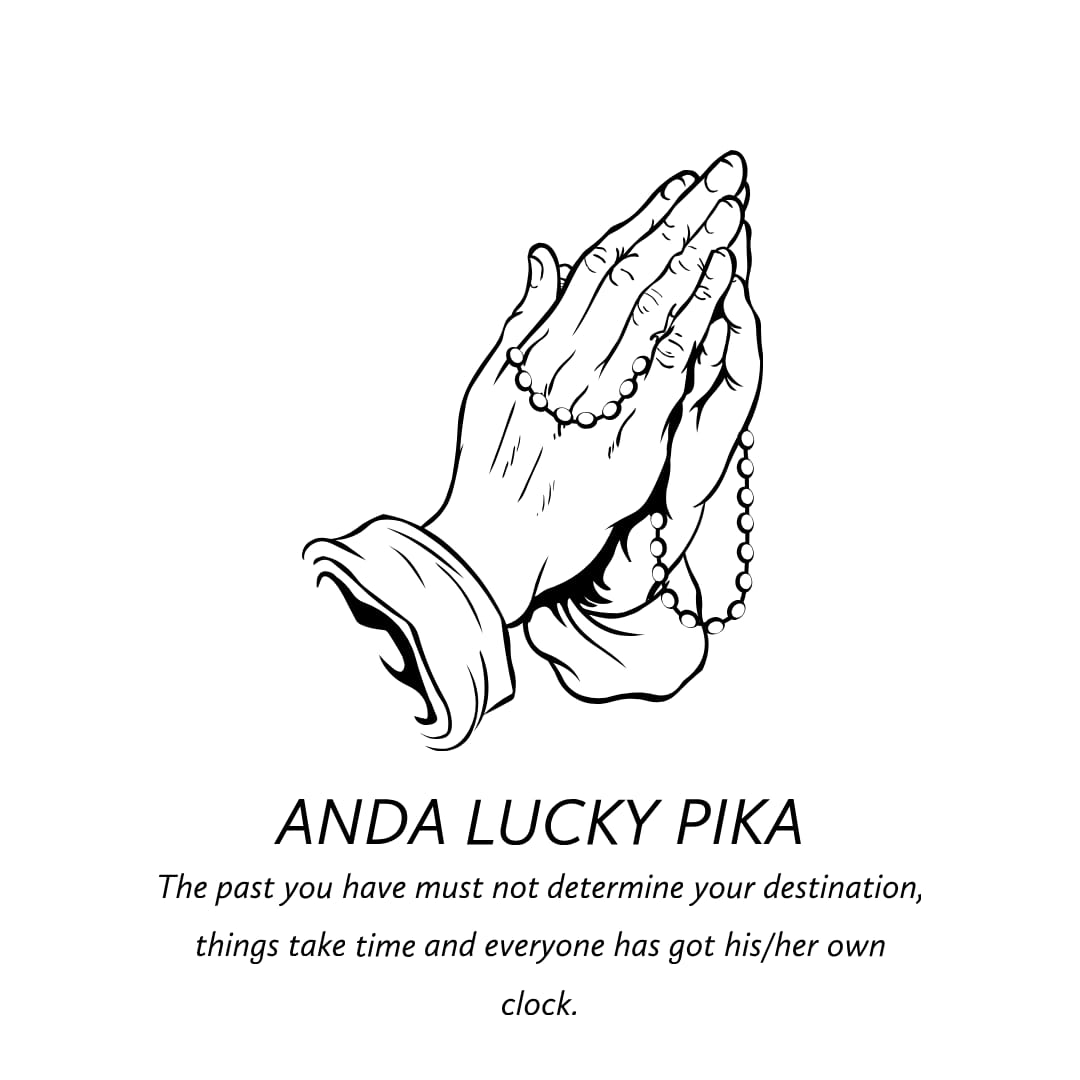 ANDA LUCKY PIKA
The past you have must not determine your destination,
things take time and everyone has got his/her own
clock.